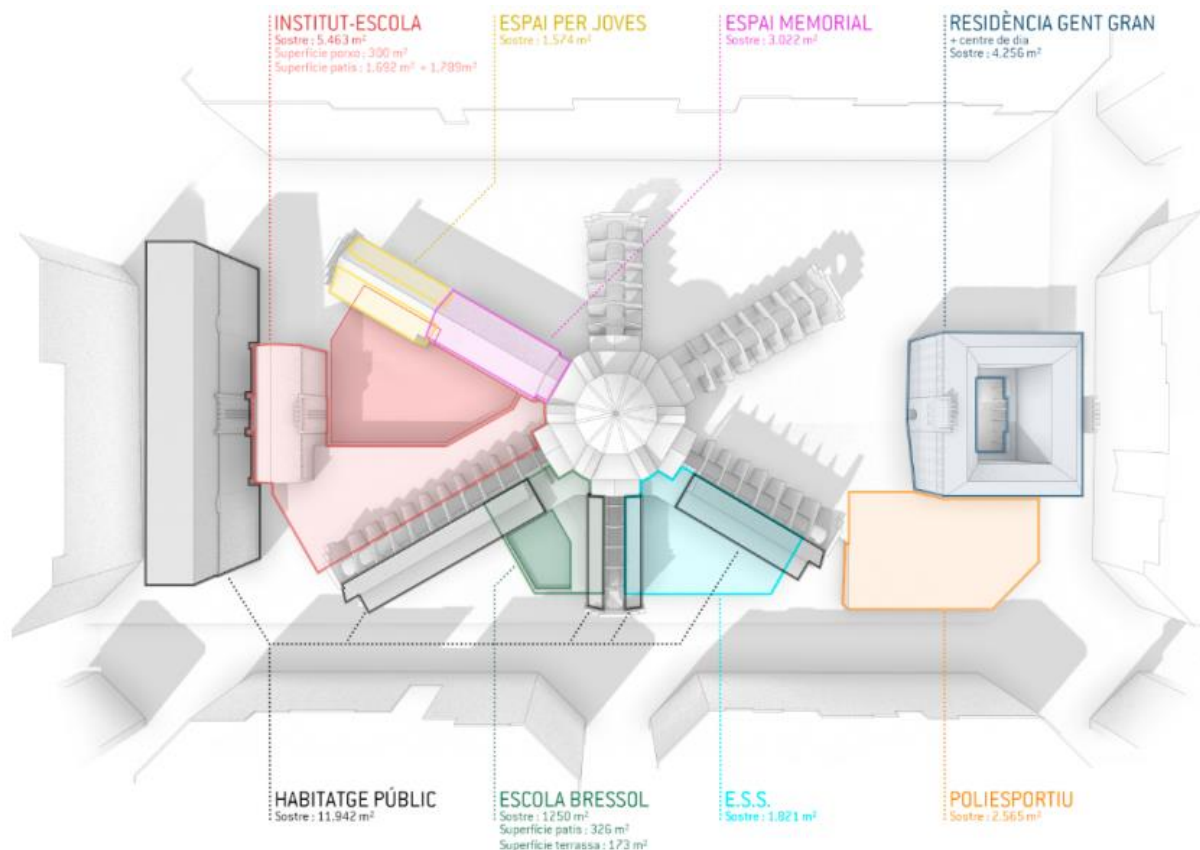 INSTITUT-ESCOLA
Sostre : 5.463 m²
Superfície porxo : 300 m²
Superfície patis : 1.692 m² + 1.789m²
ESPAI PER JOVES
Sostre : 1.574 m²
ESPAI MEMORIAL
Sostre : 3.022 m²
RESIDÈNCIA GENT GRAN
+ centre de dia
Sostre : 4.256 m²
HABITATGE PÚBLIC
Sostre : 11.942 m²
ESCOLA BRESSOL
Sostre : 1250 m²
Superfície patis : 326 m²
Superfície terrassa : 173 m²
E.S.S.
Sostre : 1.821 m²
POLIESPORTIU
Sostre : 2.565 m²